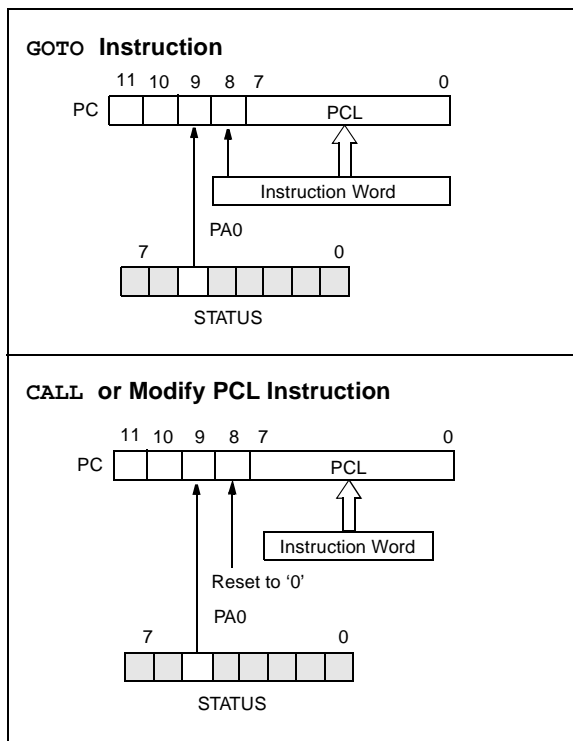 GOTO Instruction
11 10 9 8 7 0
PC PCL
Instruction Word
PA0
7 0
STATUS
CALL or Modify PCL Instruction
11 10 9 8 7 0
PC PCL
Instruction Word
Reset to ‘0’
PA0
7 0
STATUS